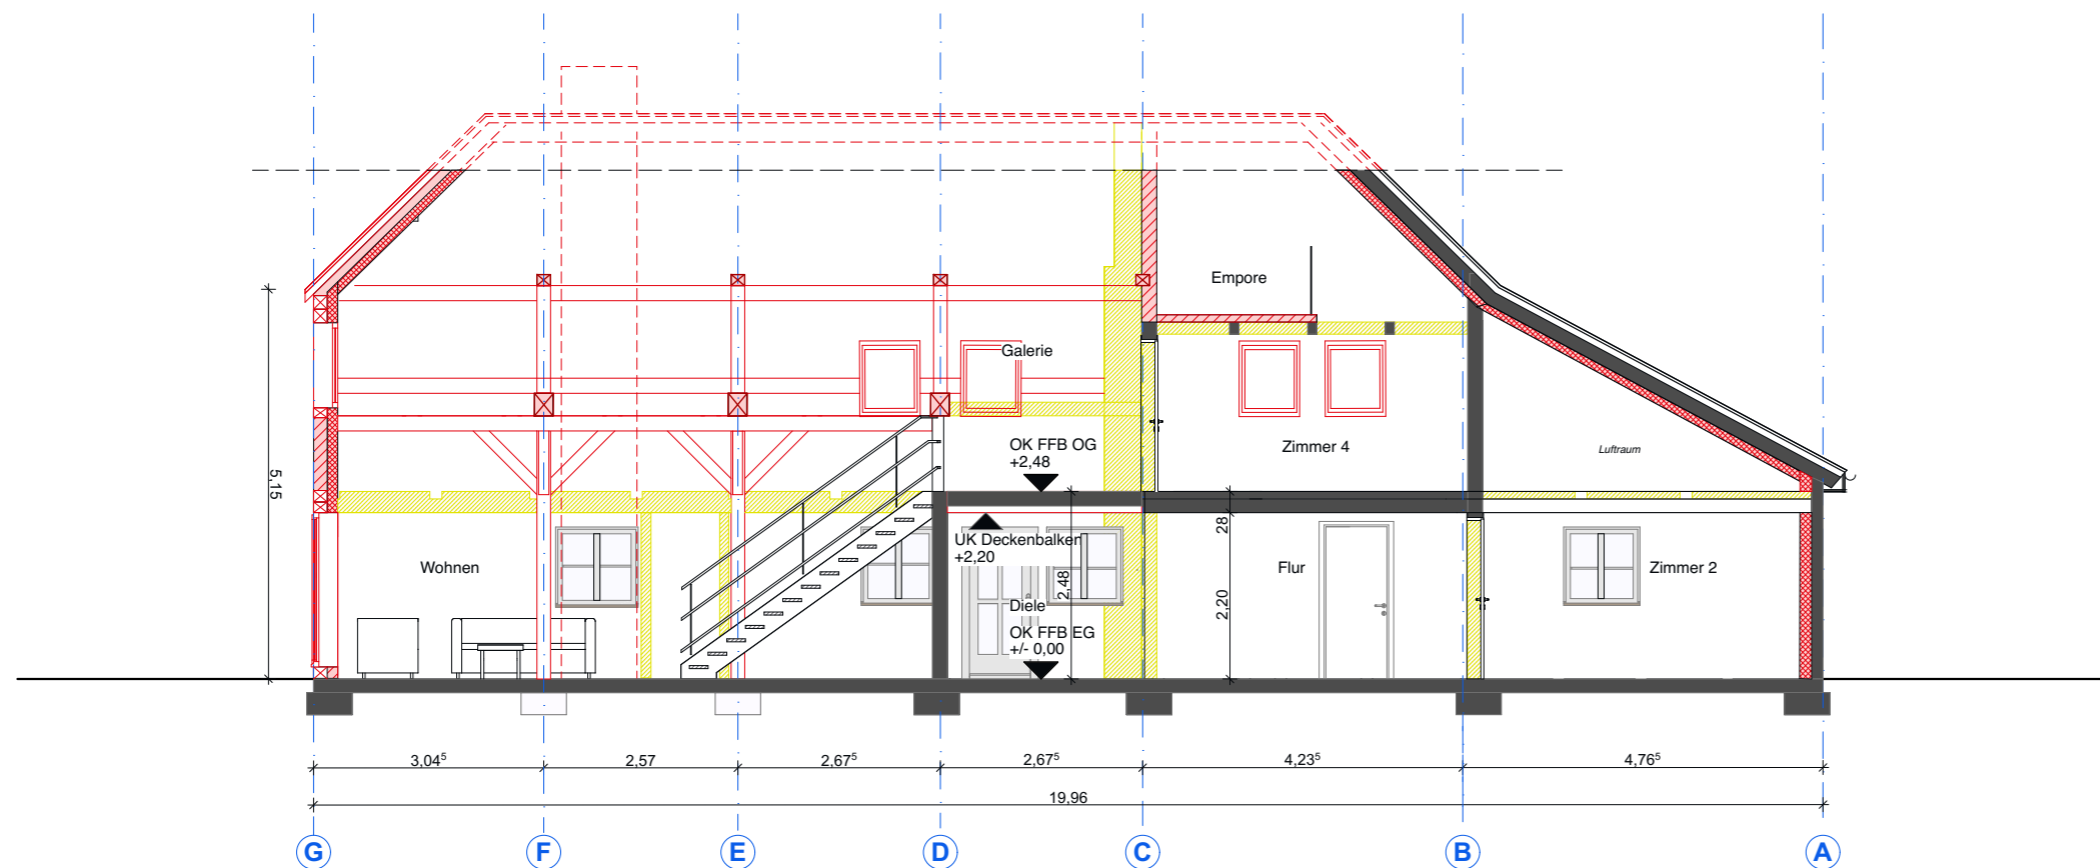 Empore
Galerie
5,15
OK FFB OG
+2,48
Zimmer 4
Luftraum
UK Deckenbalken
+2,20
28
Wohnen
2,48
Flur
2,20
Zimmer 2
Diele
OK FFB EG
+/- 0,00
3,04⁵ 2,57 2,67⁵ 2,67⁵ 4,23⁵ 4,76⁵
19,96
G F E D C B A